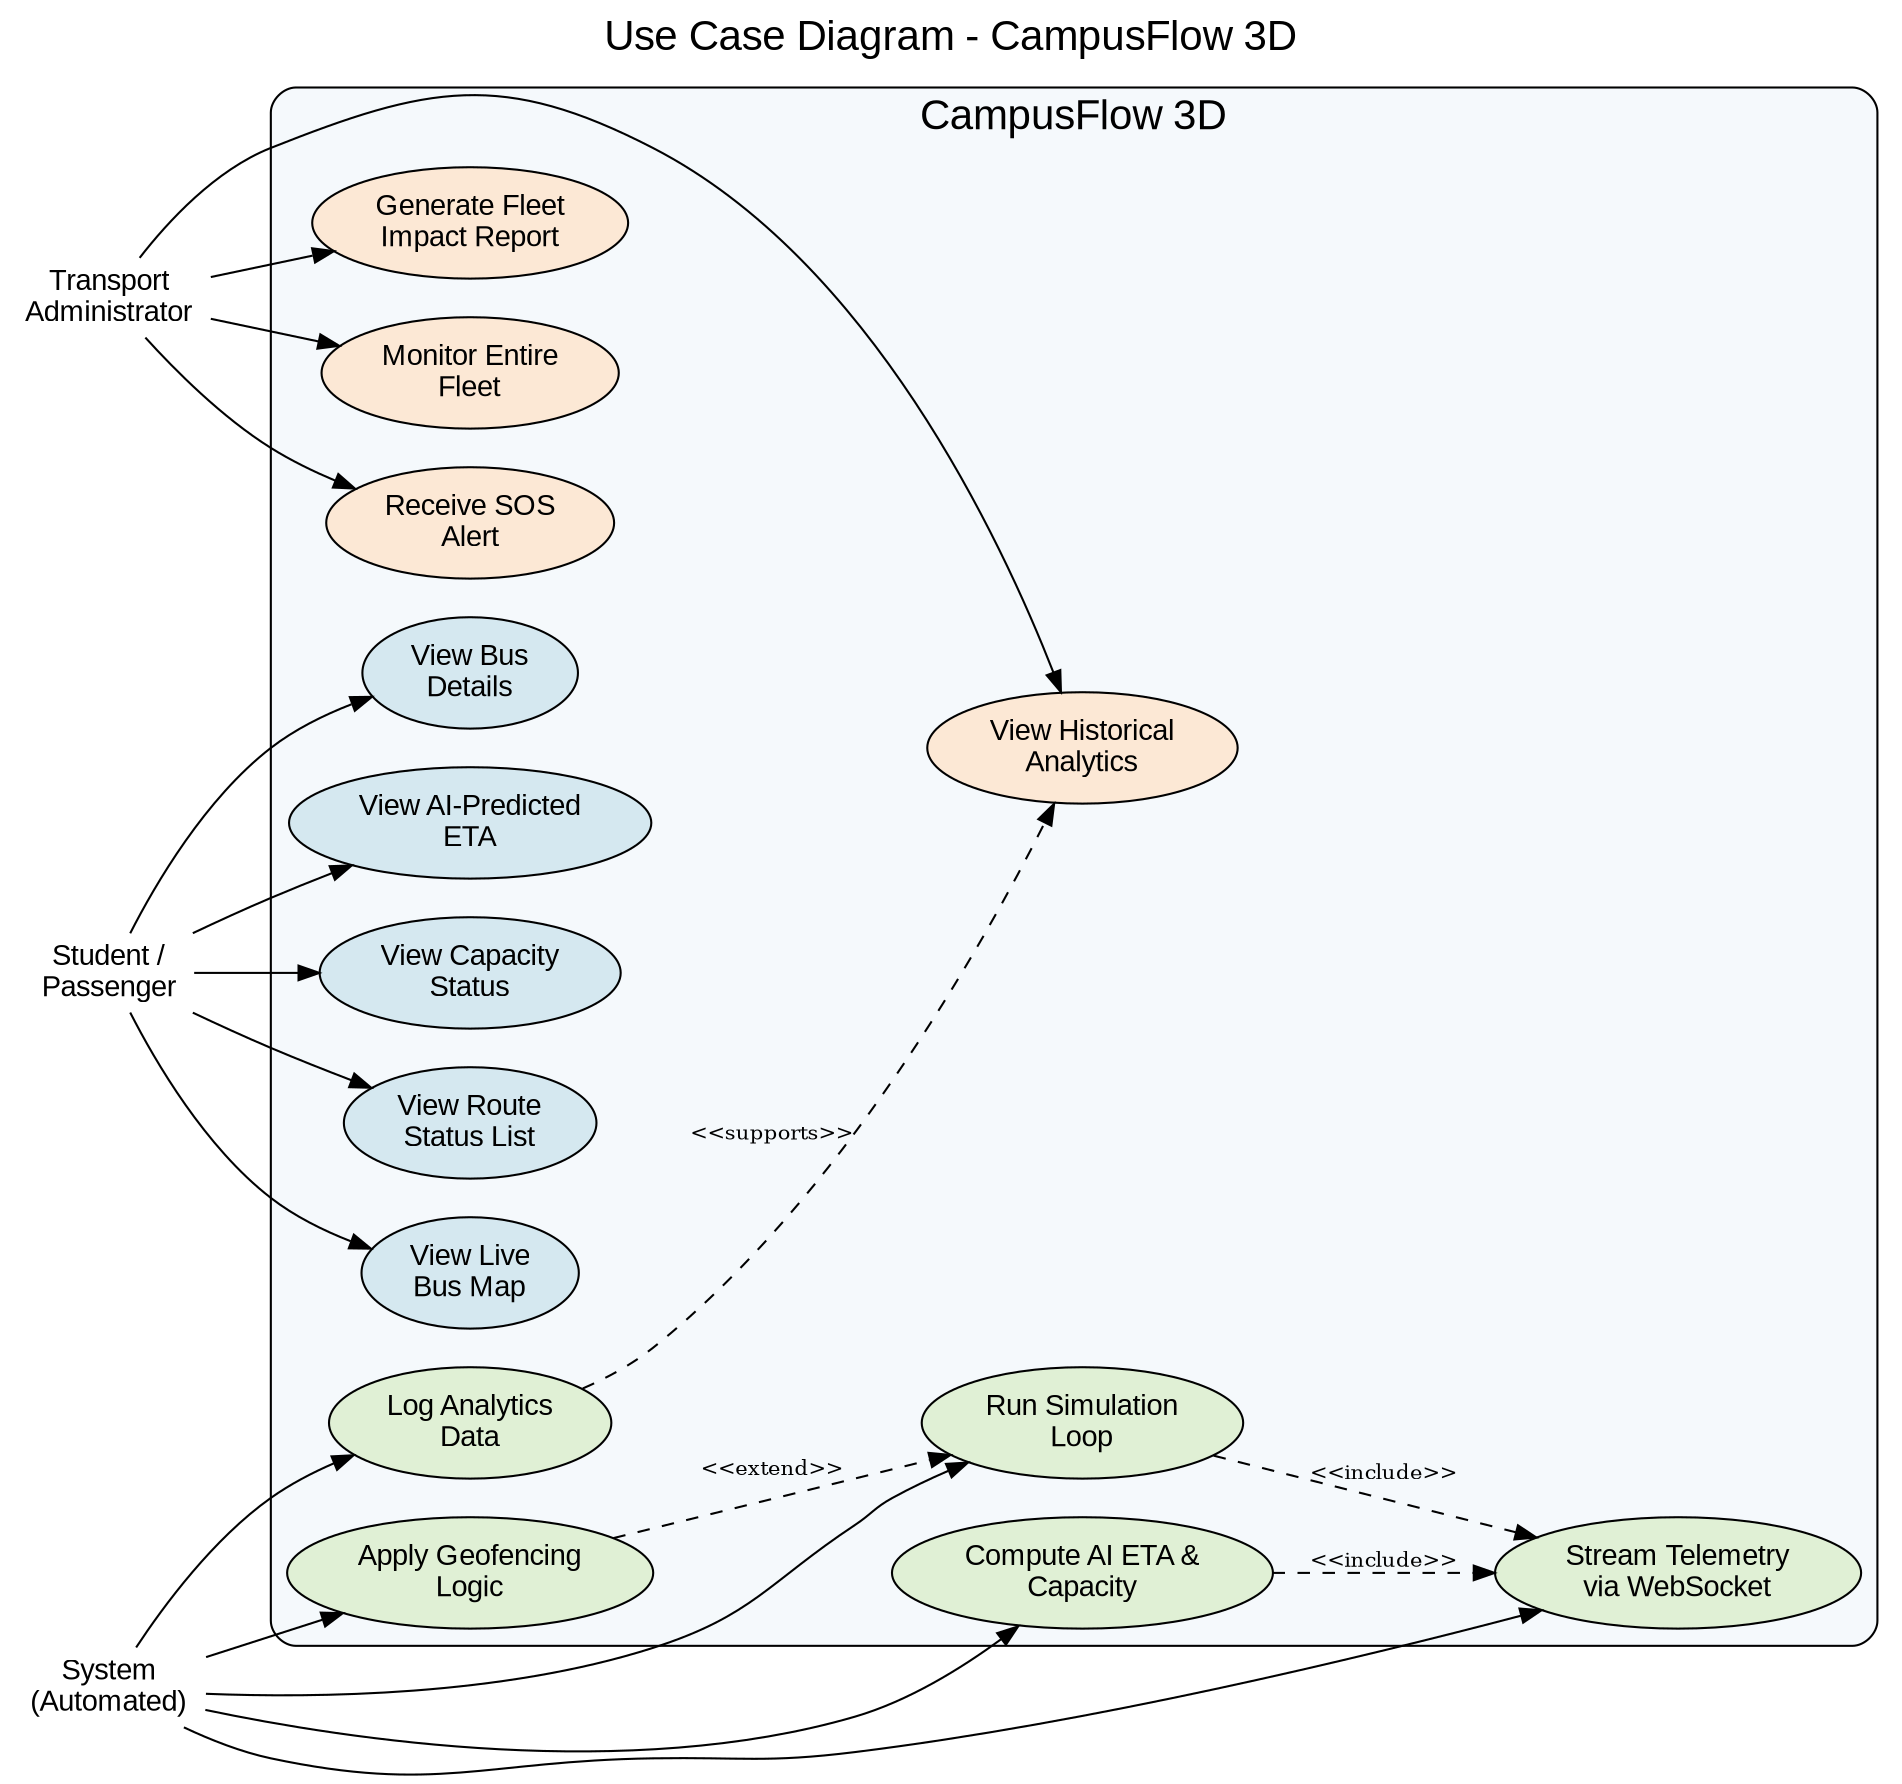 Use Case Diagram - CampusFlow 3D
CampusFlow 3D
Transport
Administrator
Generate Fleet
Impact Report
Monitor Entire
Fleet
Receive SOS
Alert
View Historical
Analytics
Student /
Passenger
View Bus
Details
View AI-Predicted
ETA
View Capacity
Status
View Route
Status List
View Live
Bus Map
<<supports>>
Log Analytics
Data
Run Simulation
Loop
<<extend>>
<<include>>
Apply Geofencing
Logic
Compute AI ETA &
Capacity
<<include>>
Stream Telemetry
via WebSocket
System
(Automated)